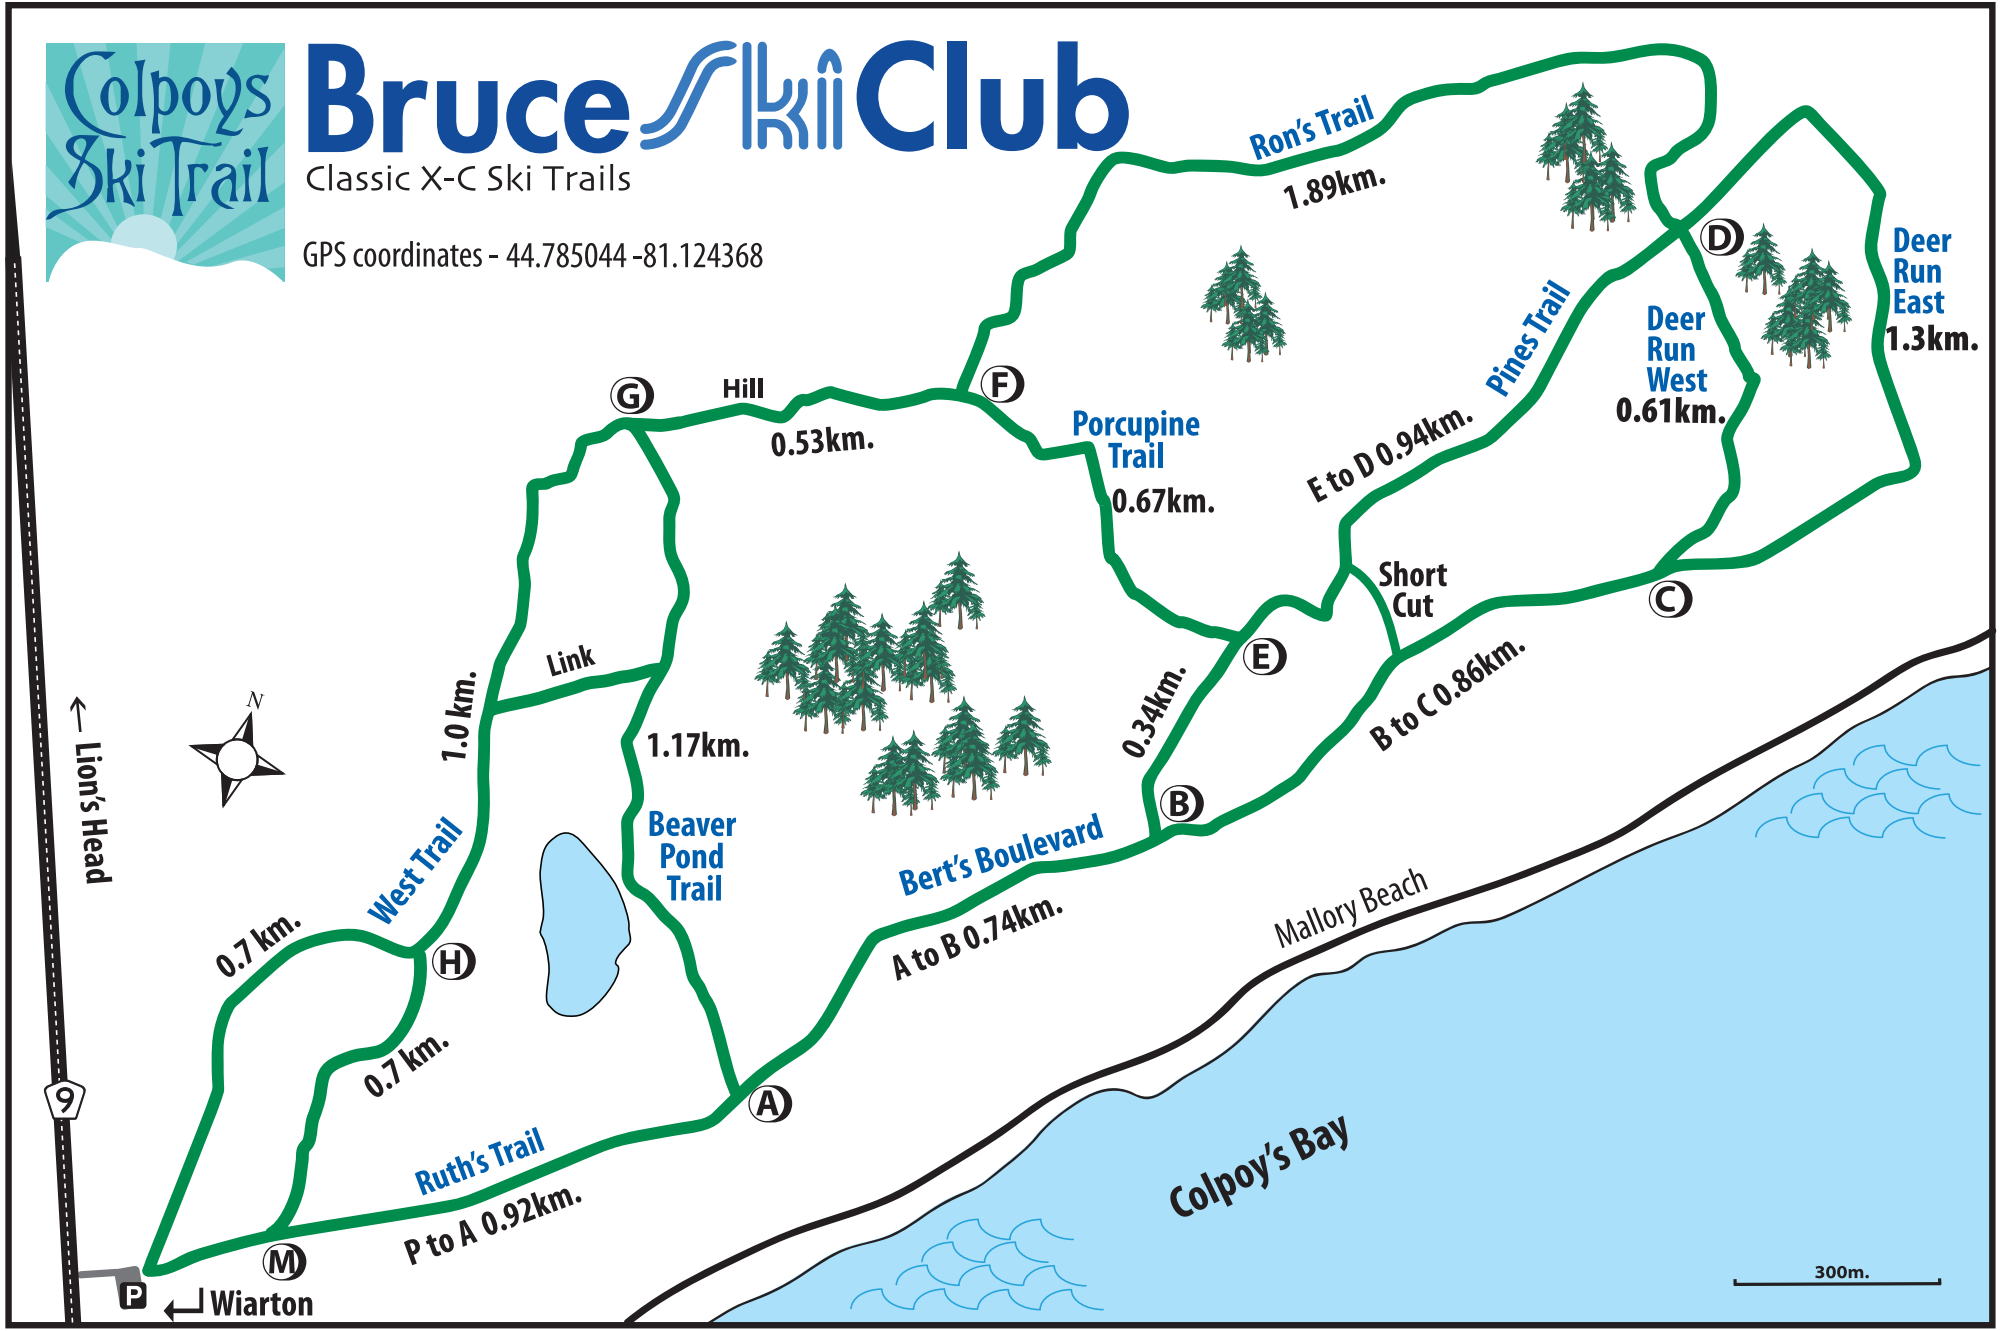 Colpoys
Ski Trail
Bruce Ski Club
Classic X-C Ski Trails
GPS coordinates - 44.785044 -81.124368
Ron's Trail
1.89km.
D
Deer
Run
East
1.3km.
Pines Trail
Deer
Run
West
0.61km.
G
Hill
0.53km.
F
Porcupine
Trail
0.67km.
E to D 0.94km.
Short
Cut
C
E
Link
1.0 km.
N
← Lion's Head
0.34km.
B to C 0.86km.
1.17km.
B
Beaver
Pond
Trail
Bert's Boulevard
A to B 0.74km.
Mallory Beach
West Trail
0.7 km.
H
0.7 km.
9
A
Ruth's Trail
P to A 0.92km.
Colpoy's Bay
M
P
Wiarton
300m.